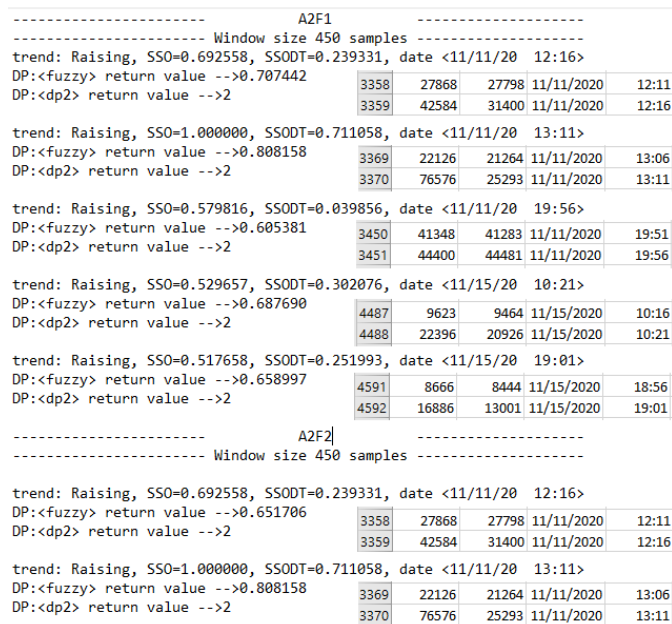 ---------------------- A2F1 -------------------
---------------------- Window size 450 samples -------------------
trend: Raising, SSO=0.692558, SSODT=0.239331, date <11/11/20 12:16>
DP:<fuzzy> return value -->0.707442
DP:<dp2> return value -->2
3358 27868 27798 11/11/2020 12:11
3359 42584 31400 11/11/2020 12:16
trend: Raising, SSO=1.000000, SSODT=0.711058, date <11/11/20 13:11>
DP:<fuzzy> return value -->0.808158
DP:<dp2> return value -->2
3369 22126 21264 11/11/2020 13:06
3370 76576 25293 11/11/2020 13:11
trend: Raising, SSO=0.579816, SSODT=0.039856, date <11/11/20 19:56>
DP:<fuzzy> return value -->0.605381
DP:<dp2> return value -->2
3450 41348 41283 11/11/2020 19:51
3451 44400 44481 11/11/2020 19:56
trend: Raising, SSO=0.529657, SSODT=0.302076, date <11/15/20 10:21>
DP:<fuzzy> return value -->0.687690
DP:<dp2> return value -->2
4487 9623 9464 11/15/2020 10:16
4488 22396 20926 11/15/2020 10:21
trend: Raising, SSO=0.517658, SSODT=0.251993, date <11/15/20 19:01>
DP:<fuzzy> return value -->0.658997
DP:<dp2> return value -->2
4591 8666 8444 11/15/2020 18:56
4592 16886 13001 11/15/2020 19:01
---------------------- A2F2 -------------------
---------------------- Window size 450 samples -------------------
trend: Raising, SSO=0.692558, SSODT=0.239331, date <11/11/20 12:16>
DP:<fuzzy> return value -->0.651706
DP:<dp2> return value -->2
3358 27868 27798 11/11/2020 12:11
3359 42584 31400 11/11/2020 12:16
trend: Raising, SSO=1.000000, SSODT=0.711058, date <11/11/20 13:11>
DP:<fuzzy> return value -->0.808158
DP:<dp2> return value -->2
3369 22126 21264 11/11/2020 13:06
3370 76576 25293 11/11/2020 13:11